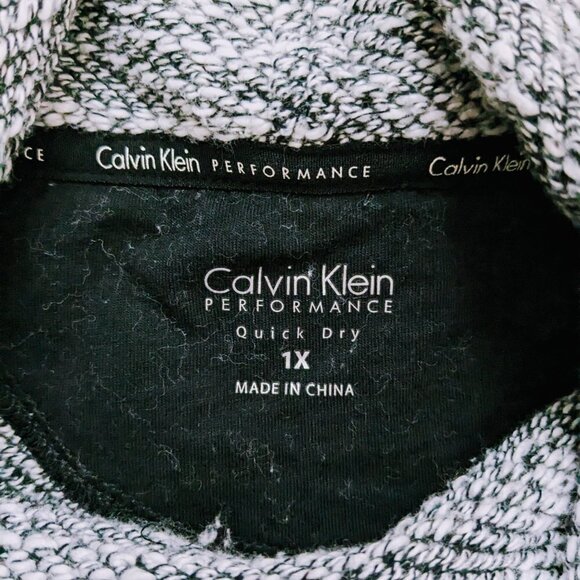 CE Calvin Klein PERFORMANCE Calvin Klein
Calvin Klein
PERFORMANCE
Quick Dry
1X
MADE IN CHINA